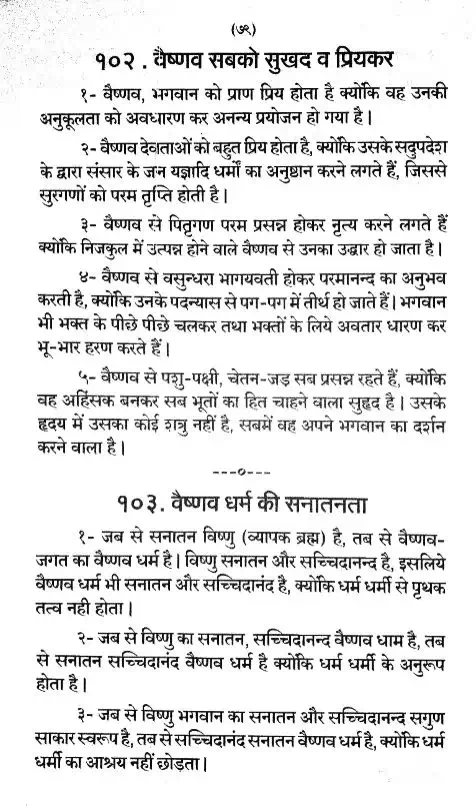 (७९)
१०२. वैष्णव सबको सुखद व प्रियकर
१- वैष्णव, भगवान को प्राण प्रिय होता है क्योंकि वह उनकी
अनुकूलता को अवधारण कर अनन्य प्रयोजन हो गया है।
२- वैष्णव देवताओं को बहुत प्रिय होता है, क्योंकि उसके सदुपदेश
के द्वारा संसार के जन यज्ञादि धर्मों का अनुष्ठान करने लगते हैं, जिससे
सुरगणों को परम तृप्ति होती है।
३- वैष्णव से पितृगण परम प्रसन्न होकर नृत्य करने लगते हैं
क्योंकि निजकुल में उत्पन्न होने वाले वैष्णव से उनका उद्धार हो जाता है।
४- वैष्णव से वसुन्धरा भागयवती होकर परमानन्द का अनुभव
करती है, क्योंकि उनके पदन्यास से पग-पग में तीर्थ हो जाते हैं। भगवान
भी भक्त के पीछे पीछे चलकर तथा भक्तों के लिये अवतार धारण कर
भू-भार हरण करते हैं।
५- वैष्णव से पशु-पक्षी, चेतन-जड़ सब प्रसन्न रहते हैं, क्योंकि
वह अहिंसक बनकर सब भूतों का हित चाहने वाला सुहृद है। उसके
हृदय में उसका कोई शत्रु नहीं है, सबमें वह अपने भगवान का दर्शन
करने वाला है।
---०---
१०३. वैष्णव धर्म की सनातनता
१- जब से सनातन विष्णु (व्यापक ब्रह्म) है, तब से वैष्णव-
जगत का वैष्णव धर्म है। विष्णु सनातन और सच्चिदानन्द है, इसलिये
वैष्णव धर्म भी सनातन और सच्चिदानंद है, क्योंकि धर्म धर्मी से पृथक
तत्व नही होता।
२- जब से विष्णु का सनातन, सच्चिदानन्द वैष्णव धाम है, तब
से सनातन सच्चिदानंद वैष्णव धर्म है क्योंकि धर्म धर्मी के अनुरूप
होता है।
३- जब से विष्णु भगवान का सनातन और सच्चिदानन्द सगुण
साकार स्वरूप है, तब से सच्चिदानंद सनातन वैष्णव धर्म है, क्योंकि धर्म
धर्मी का आश्रय नहीं छोड़ता।